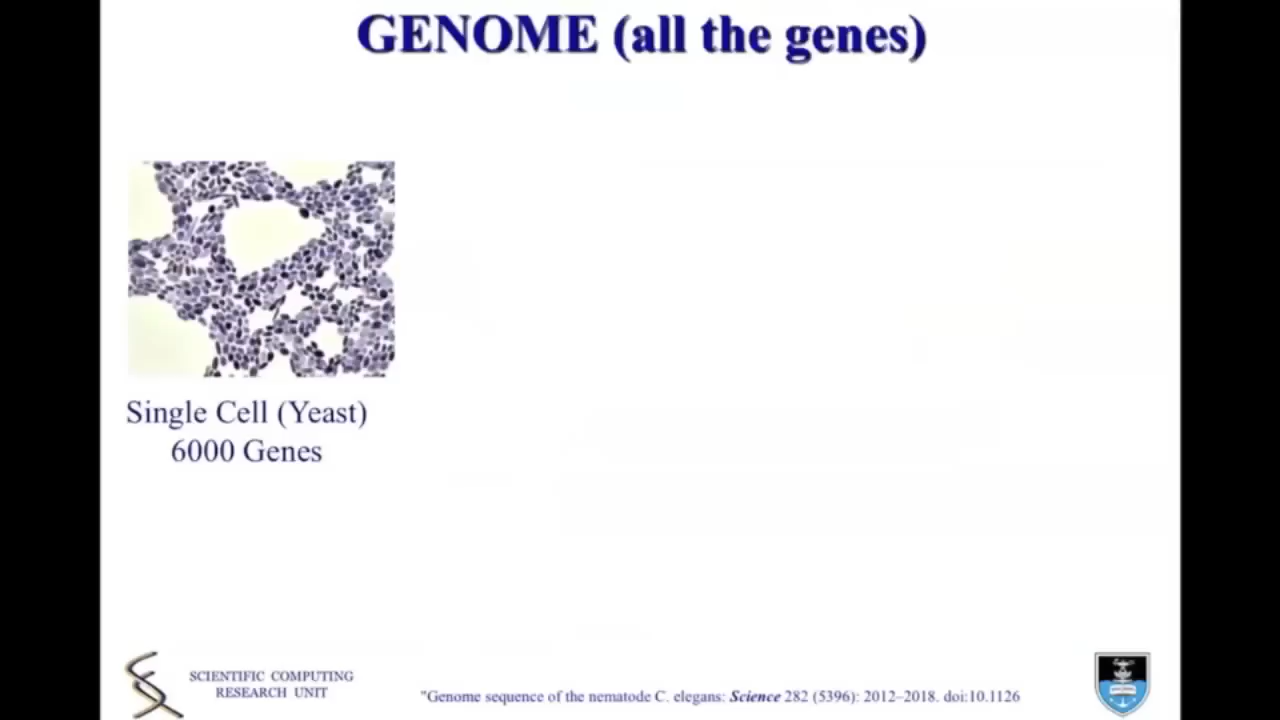 GENOME (all the genes)
Single Cell (Yeast)
6000 Genes
SCIENTIFIC COMPUTING
RESEARCH UNIT
"Genome sequence of the nematode C. elegans: Science 282 (5396): 2012–2018. doi:10.1126